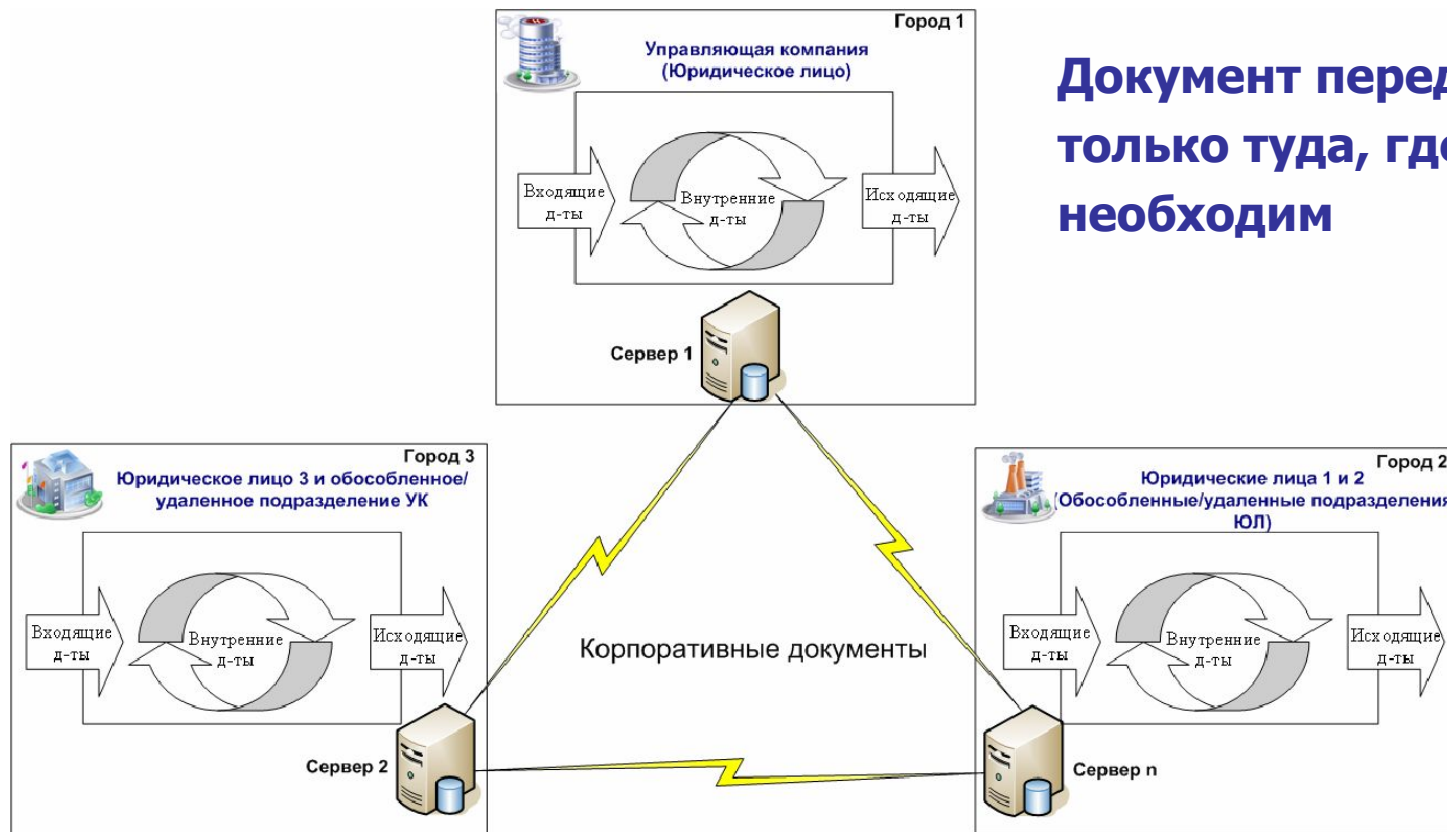 Город 1
Управляющая компания
(Юридическое лицо)
Входящие
д-ты
Внутренние
д-ты
Исходящие
д-ты
Сервер 1
Документ перед
только туда, где
необходим
Город 3
Юридическое лицо 3 и обособленное/
удаленное подразделение УК
Входящие
д-ты
Внутренние
д-ты
Исходящие
д-ты
Сервер 2
Корпоративные документы
Город 2
Юридические лица 1 и 2
(Обособленные/удаленные подразделения
ЮЛ)
Входящие
д-ты
Внутренние
д-ты
Исходящие
д-ты
Сервер n